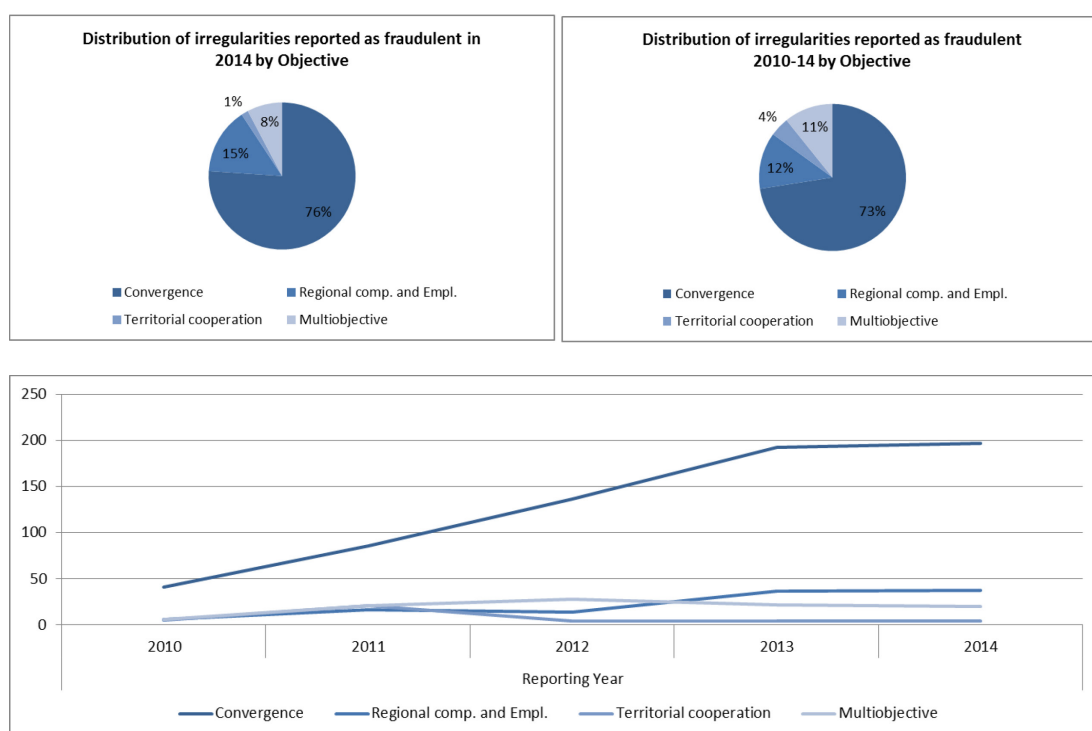 Distribution of irregularities reported as fraudulent in
2014 by Objective
1%
8%
15%
76%
Convergence
Regional comp. and Empl.
Territorial cooperation
Multiobjective
Distribution of irregularities reported as fraudulent
2010-14 by Objective
4%
11%
12%
73%
Convergence
Regional comp. and Empl.
Territorial cooperation
Multiobjective
250
200
150
100
50
0
2010 2011 2012 2013 2014
Reporting Year
Convergence Regional comp. and Empl. Territorial cooperation Multiobjective